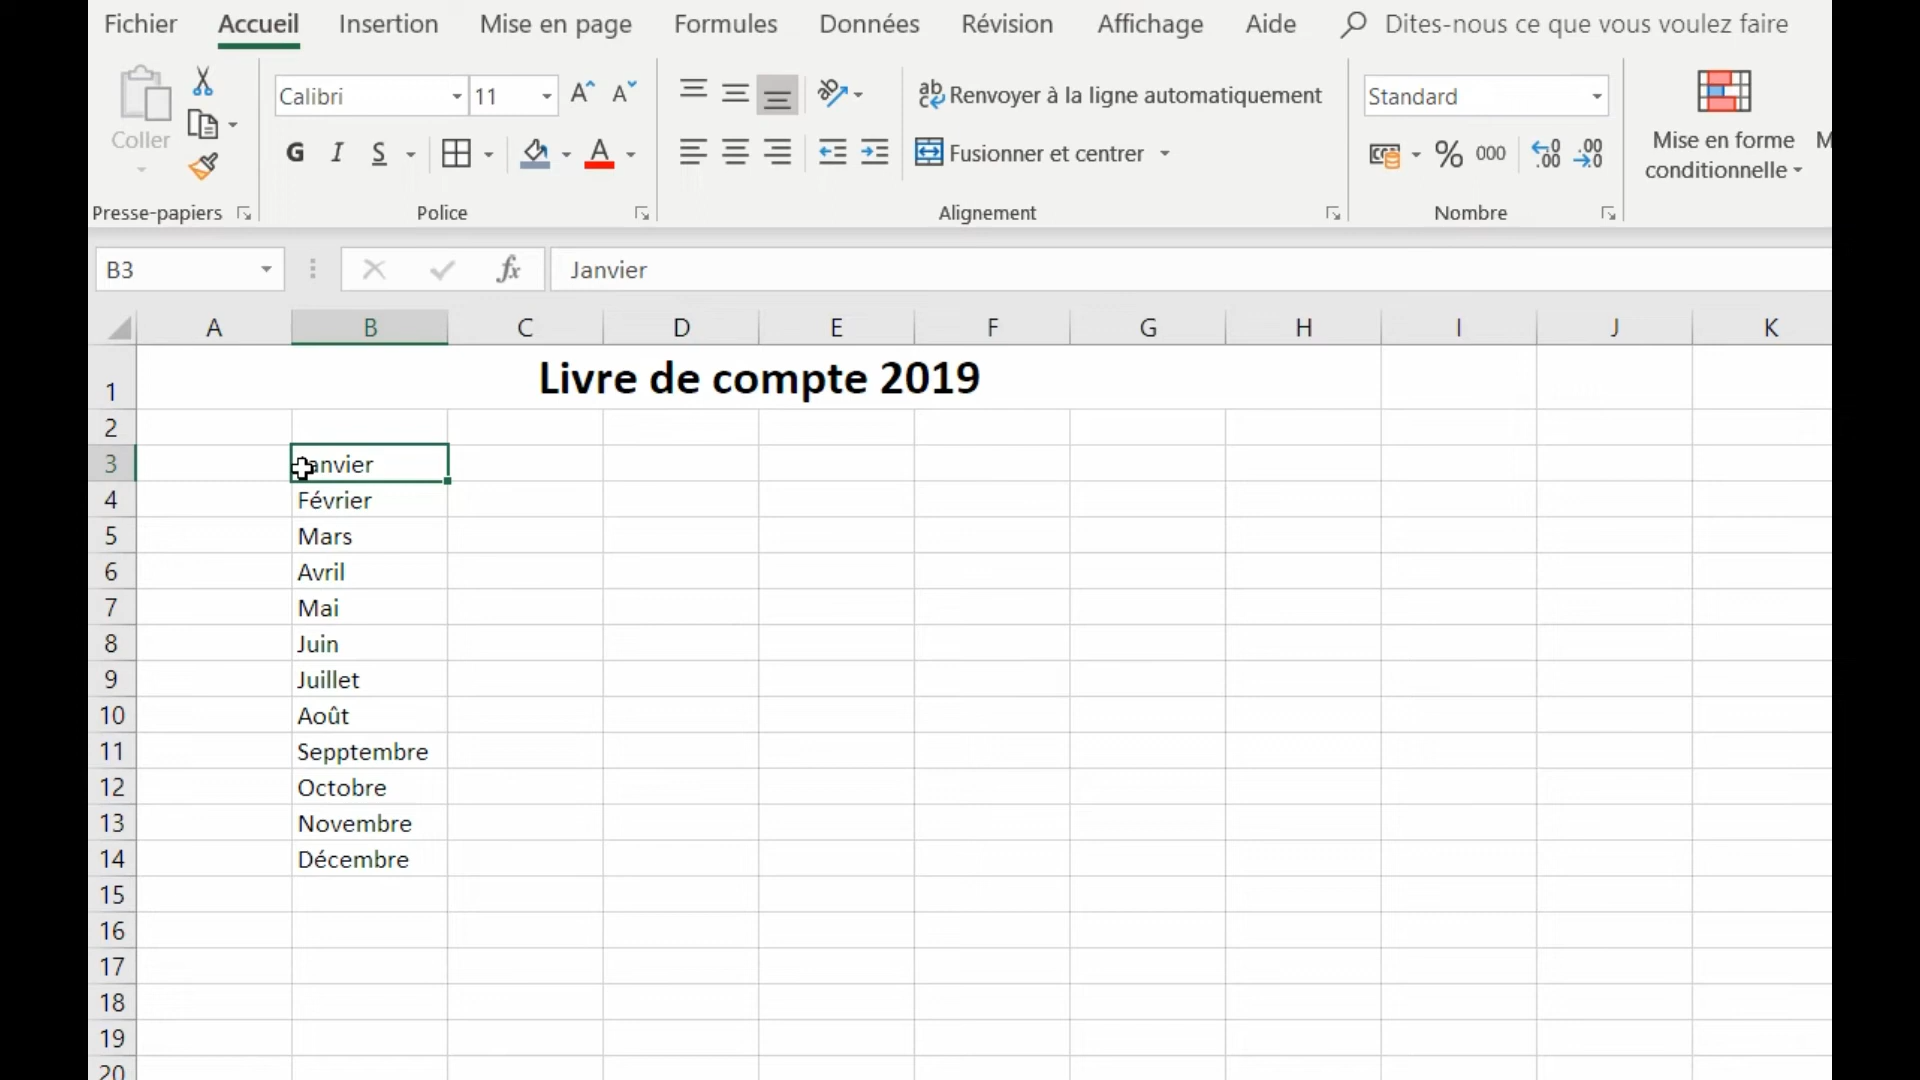 Fichier Accueil Insertion Mise en page Formules Données Révision Affichage Aide Dites-nous ce que vous voulez faire
Calibri 11 Renvoyer à la ligne automatiquement Standard
Coller G I S A Fusionner et centrer % 000 Mise en forme conditionnelle M
Presse-papiers Police Alignement Nombre
B3 fx Janvier
A B C D E F G H I J K
1 Livre de compte 2019
2
3 Janvier
4 Février
5 Mars
6 Avril
7 Mai
8 Juin
9 Juillet
10 Août
11 Sepptembre
12 Octobre
13 Novembre
14 Décembre
15
16
17
18
19
20